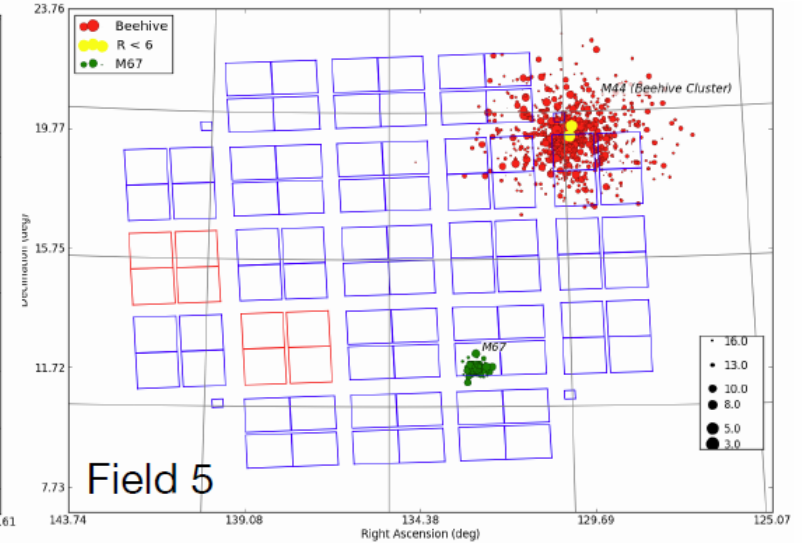 23.76
Beehive
R < 6
M67
M44 (Beehive Cluster)
19.77
15.75
Declination (deg)
M67
16.0
11.72
13.0
10.0
8.0
5.0
3.0
Field 5
7.73
.61
143.74
139.08
134.38
129.69
125.07
Right Ascension (deg)